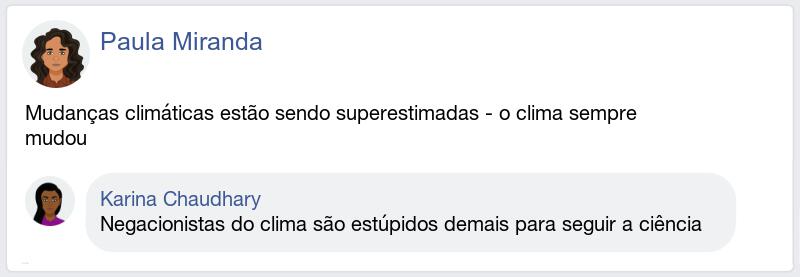 Paula Miranda
Mudanças climáticas estão sendo superestimadas - o clima sempre
mudou
Karina Chaudhary
Negacionistas do clima são estúpidos demais para seguir a ciência